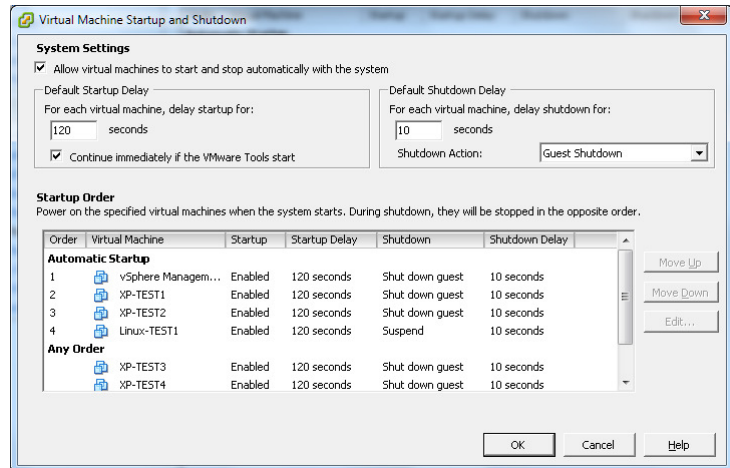 Virtual Machine Startup and Shutdown
System Settings
Allow virtual machines to start and stop automatically with the system
Default Startup Delay
For each virtual machine, delay startup for:
120 seconds
Continue immediately if the VMware Tools start
Default Shutdown Delay
For each virtual machine, delay shutdown for:
10 seconds
Shutdown Action: Guest Shutdown
Startup Order
Power on the specified virtual machines when the system starts. During shutdown, they will be stopped in the opposite order.
Order Virtual Machine Startup Startup Delay Shutdown Shutdown Delay
Automatic Startup
1 vSphere Managem... Enabled 120 seconds Shut down guest 10 seconds
2 XP-TEST1 Enabled 120 seconds Shut down guest 10 seconds
3 XP-TEST2 Enabled 120 seconds Shut down guest 10 seconds
4 Linux-TEST1 Enabled 120 seconds Suspend 10 seconds
Any Order
XP-TEST3 Enabled 120 seconds Shut down guest 10 seconds
XP-TEST4 Enabled 120 seconds Shut down guest 10 seconds
Move Up
Move Down
Edit...
OK Cancel Help